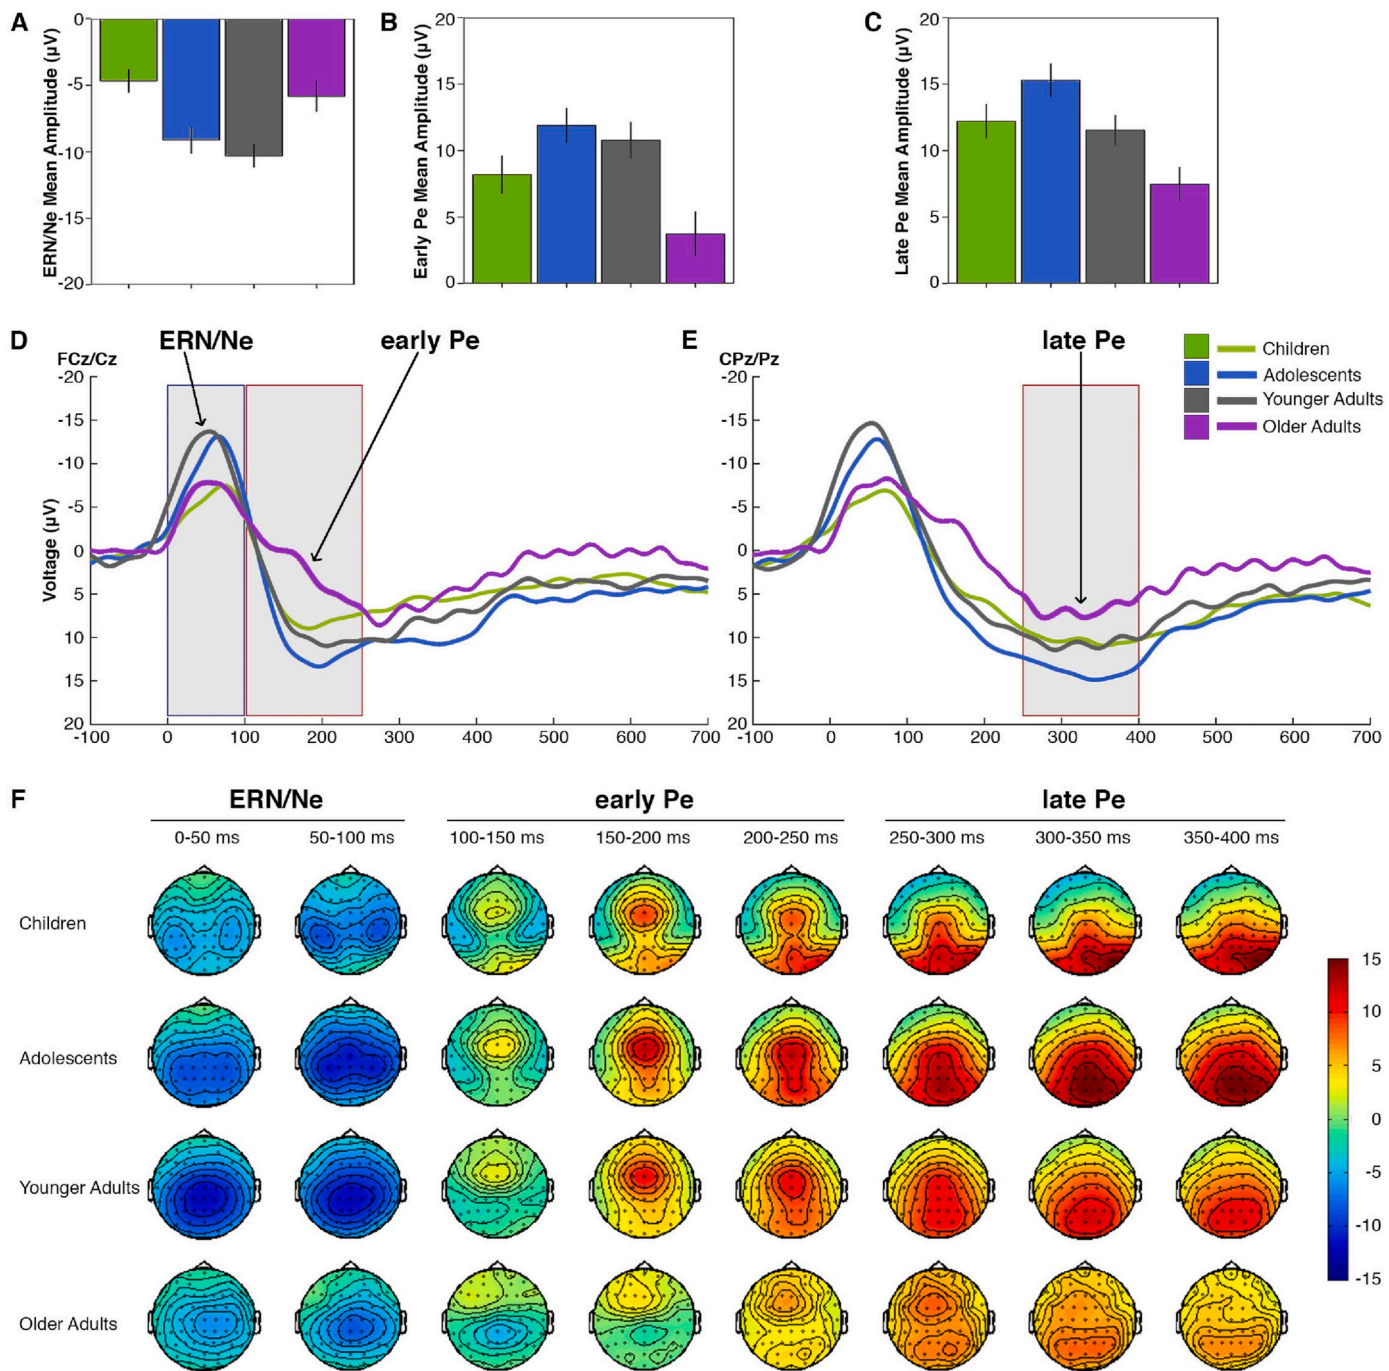 A
ERN/Ne Mean Amplitude (μV)
0
-5
-10
-15
-20
B
Early Pe Mean Amplitude (μV)
20
15
10
5
0
C
Late Pe Mean Amplitude (μV)
20
15
10
5
0
D
ERN/Ne
early Pe
FCz/Cz
Voltage (μV)
-20
-15
-10
-5
0
5
10
15
20
-100 0 100 200 300 400 500 600 700
E
late Pe
CPz/Pz
-20
-15
-10
-5
0
5
10
15
20
-100 0 100 200 300 400 500 600 700
Children
Adolescents
Younger Adults
Older Adults
F
ERN/Ne early Pe late Pe
0-50 ms 50-100 ms 100-150 ms 150-200 ms 200-250 ms 250-300 ms 300-350 ms 350-400 ms
Children
Adolescents
Younger Adults
Older Adults
15
10
5
0
-5
-10
-15